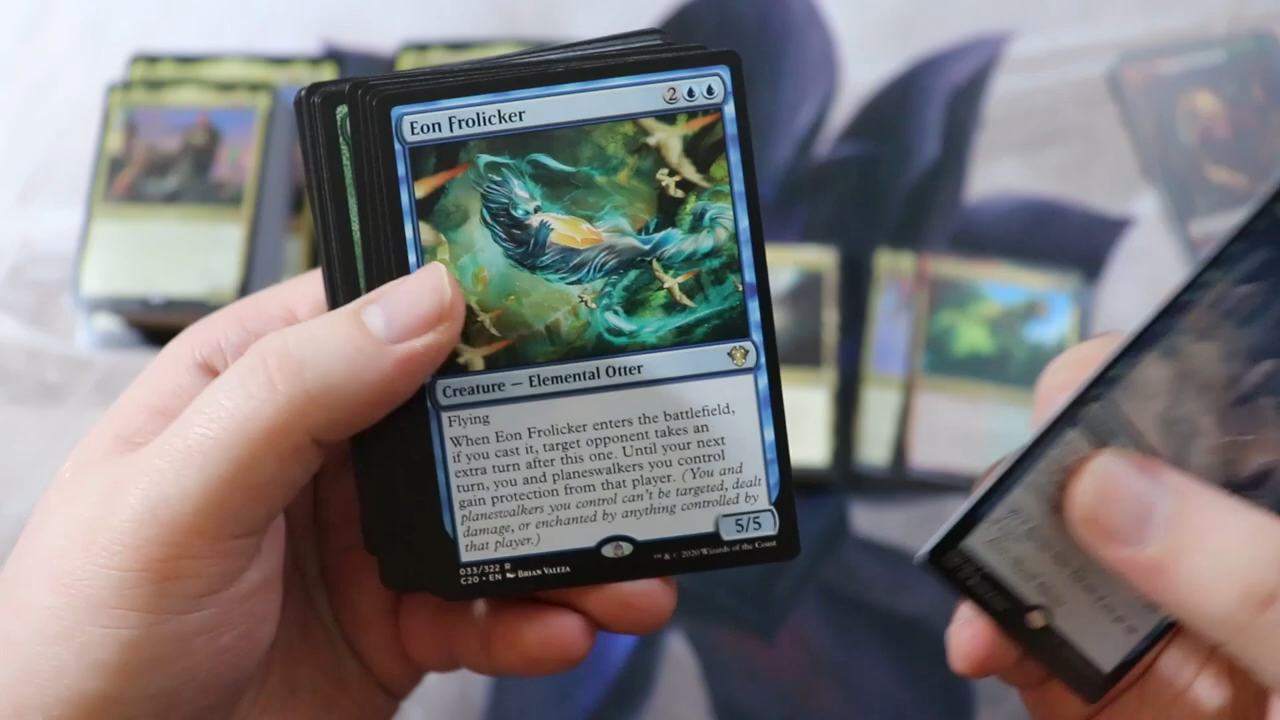 Eon Frolicker
2
Creature — Elemental Otter
Flying
When Eon Frolicker enters the battlefield,
if you cast it, target opponent takes an
extra turn after this one. Until your next
turn, you and planeswalkers you control
gain protection from that player. (You and
planeswalkers you control can't be targeted, dealt
damage, or enchanted by anything controlled by
that player.)
5/5
033/322 R
C20 • EN Brian Valeza
™ & © 2020 Wizards of the Coast